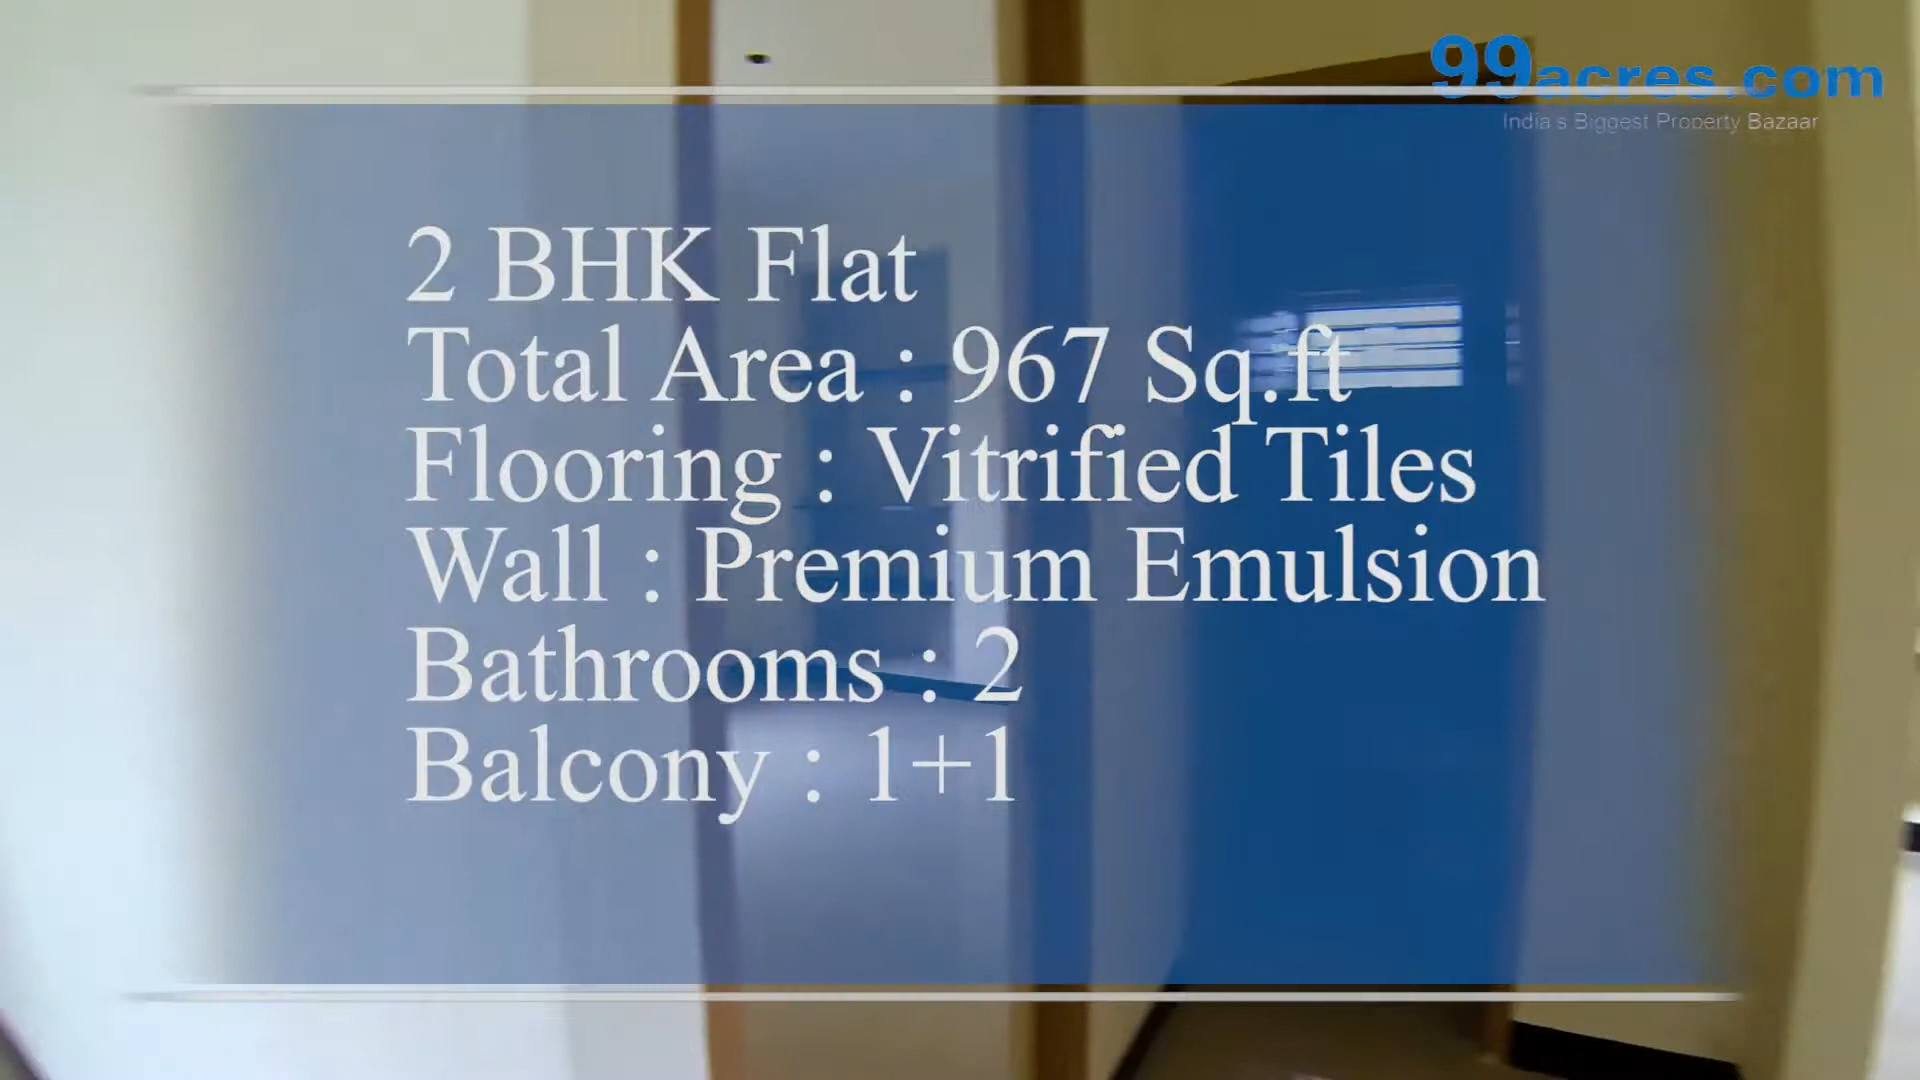 99acres.com
India's Biggest Property Bazaar
2 BHK Flat
Total Area : 967 Sq.ft
Flooring : Vitrified Tiles
Wall : Premium Emulsion
Bathrooms : 2
Balcony : 1+1